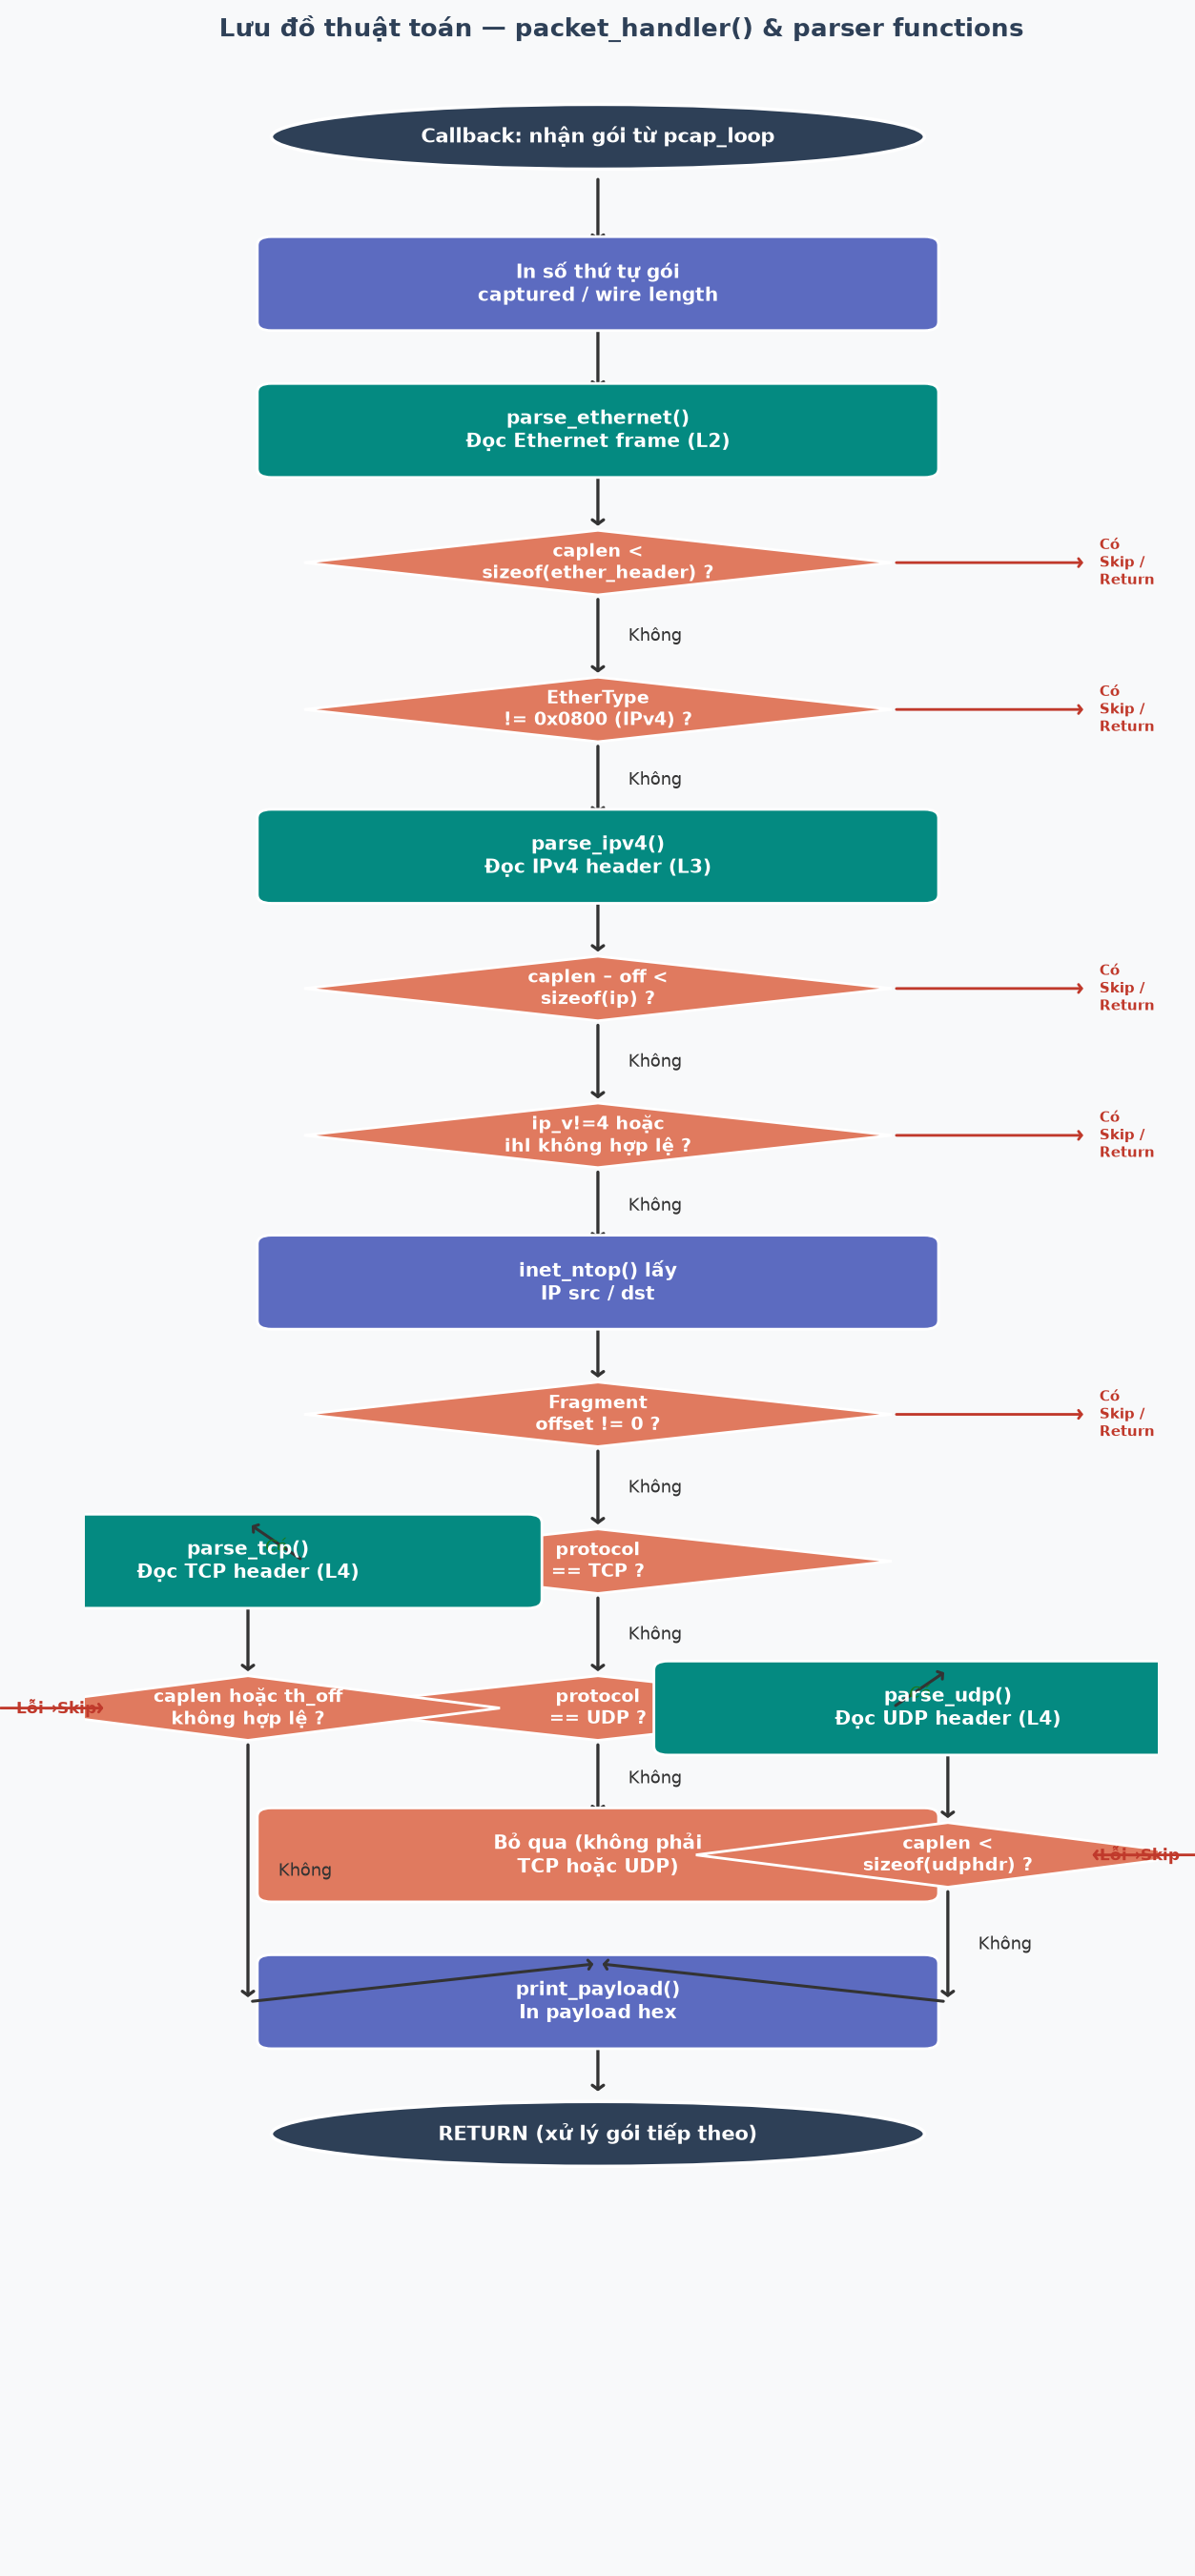 Lưu đồ thuật toán — packet_handler() & parser functions
Callback: nhận gói từ pcap_loop
In số thứ tự gói
captured / wire length
parse_ethernet()
Đọc Ethernet frame (L2)
caplen <
sizeof(ether_header) ?
Có
Skip /
Return
Không
EtherType
!= 0x0800 (IPv4) ?
Có
Skip /
Return
Không
parse_ipv4()
Đọc IPv4 header (L3)
caplen – off <
sizeof(ip) ?
Có
Skip /
Return
Không
ip_v!=4 hoặc
ihl không hợp lệ ?
Có
Skip /
Return
Không
inet_ntop() lấy
IP src / dst
Fragment
offset != 0 ?
Có
Skip /
Return
Không
parse_tcp()
Đọc TCP header (L4)
protocol
== TCP ?
Không
Lỗi→Skip
caplen hoặc th_off
không hợp lệ ?
protocol
== UDP ?
parse_udp()
Đọc UDP header (L4)
Không
Bỏ qua (không phải
TCP hoặc UDP)
Không
caplen <
sizeof(udphdr) ?
Lỗi→Skip
Không
print_payload()
In payload hex
RETURN (xử lý gói tiếp theo)